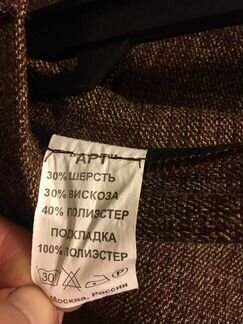 "АРТ"
30% ШЕРСТЬ
30% ВИСКОЗА
40% ПОЛИЭСТЕР
ПОДКЛАДКА
100% ПОЛИЭСТЕР
30 P
Москва, Россия